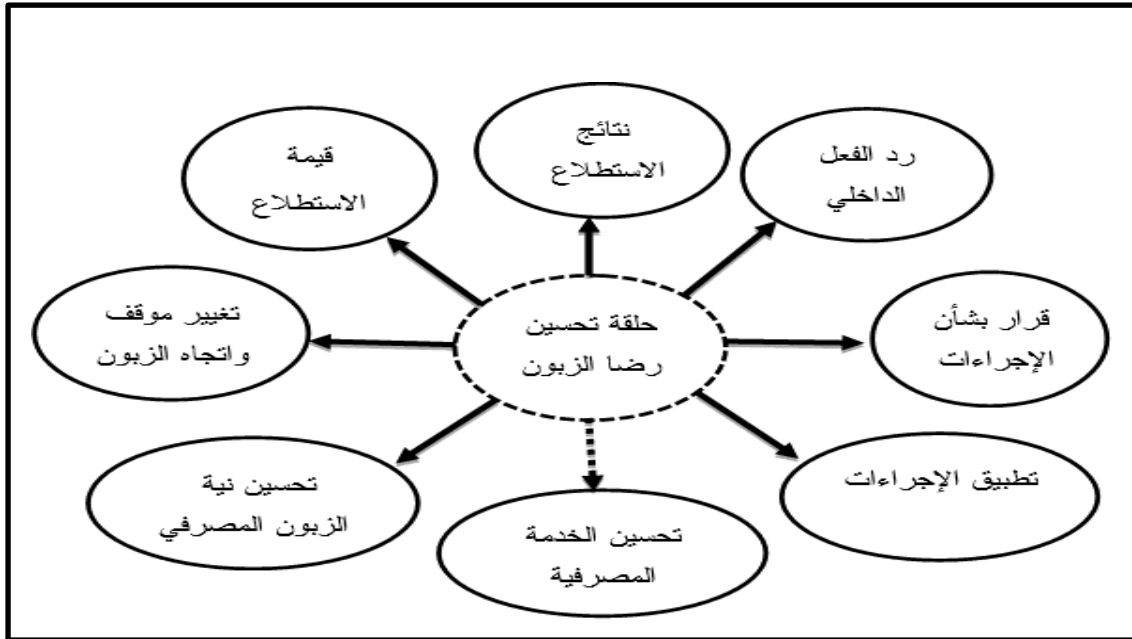 نتائج
الاستطلاع
رد الفعل
الداخلي
قرار بشأن
الإجراءات
تطبيق الإجراءات
تحسين الخدمة
المصرفية
تحسين نية
الزبون المصرفي
تغيير موقف
واتجاه الزبون
قيمة
الاستطلاع
حلقة تحسين
رضا الزبون